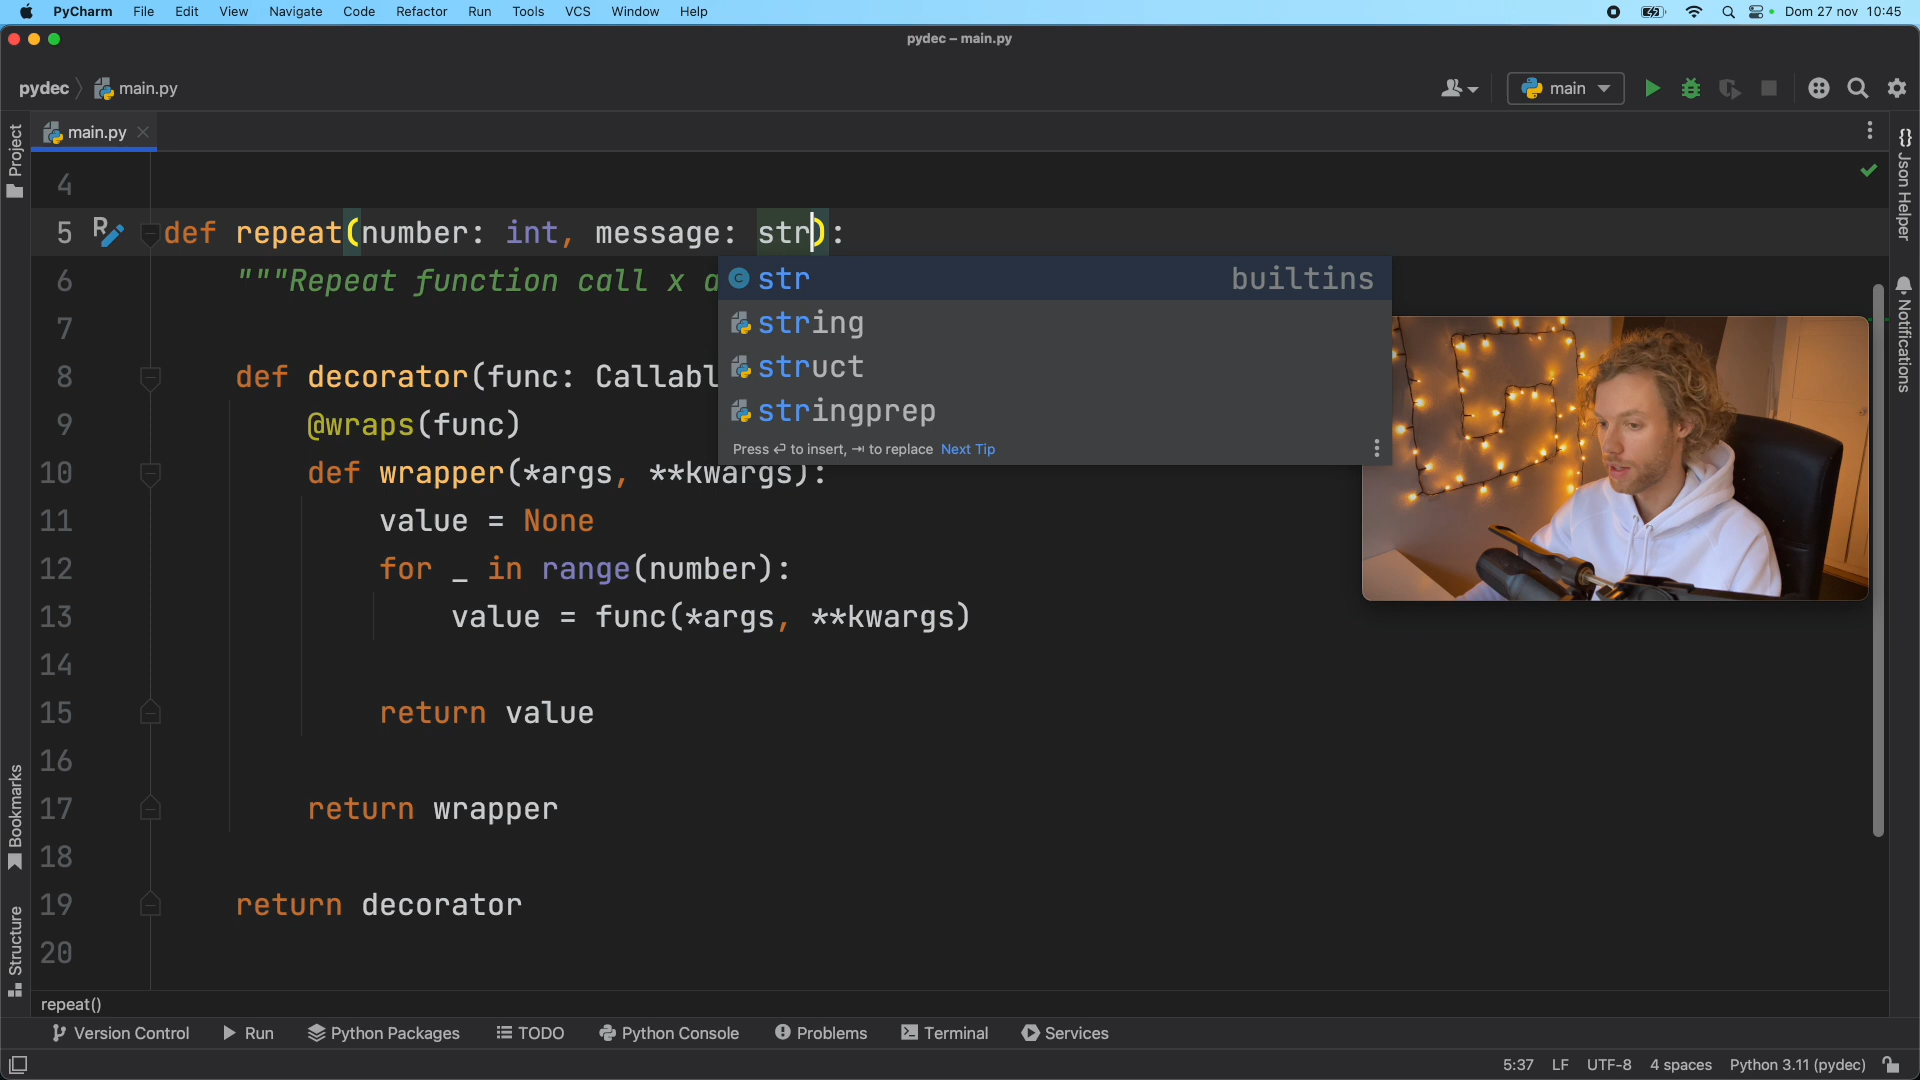 PyCharm File Edit View Navigate Code Refactor Run Tools VCS Window Help Dom 27 nov 10:45
pydec – main.py
pydec main.py main
main.py
Project
Json Helper
Notifications
Bookmarks
Structure
4
5 def repeat(number: int, message: str):
6 """Repeat function call x a
7
8 def decorator(func: Callabl
9 @wraps(func)
10 def wrapper(*args, **kwargs):
11 value = None
12 for _ in range(number):
13 value = func(*args, **kwargs)
14
15 return value
16
17 return wrapper
18
19 return decorator
20
str builtins
string
struct
stringprep
Press ⏎ to insert, ⇥ to replace Next Tip
repeat()
Version Control Run Python Packages TODO Python Console Problems Terminal Services
5:37 LF UTF-8 4 spaces Python 3.11 (pydec)